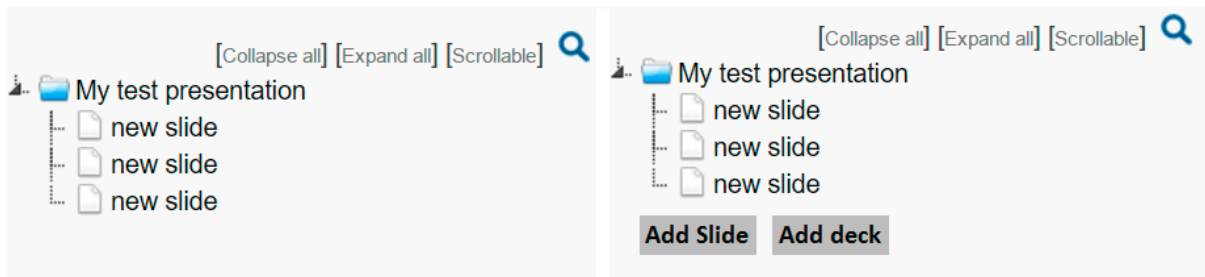 [Collapse all] [Expand all] [Scrollable]
My test presentation
new slide
new slide
new slide
[Collapse all] [Expand all] [Scrollable]
My test presentation
new slide
new slide
new slide
Add Slide Add deck